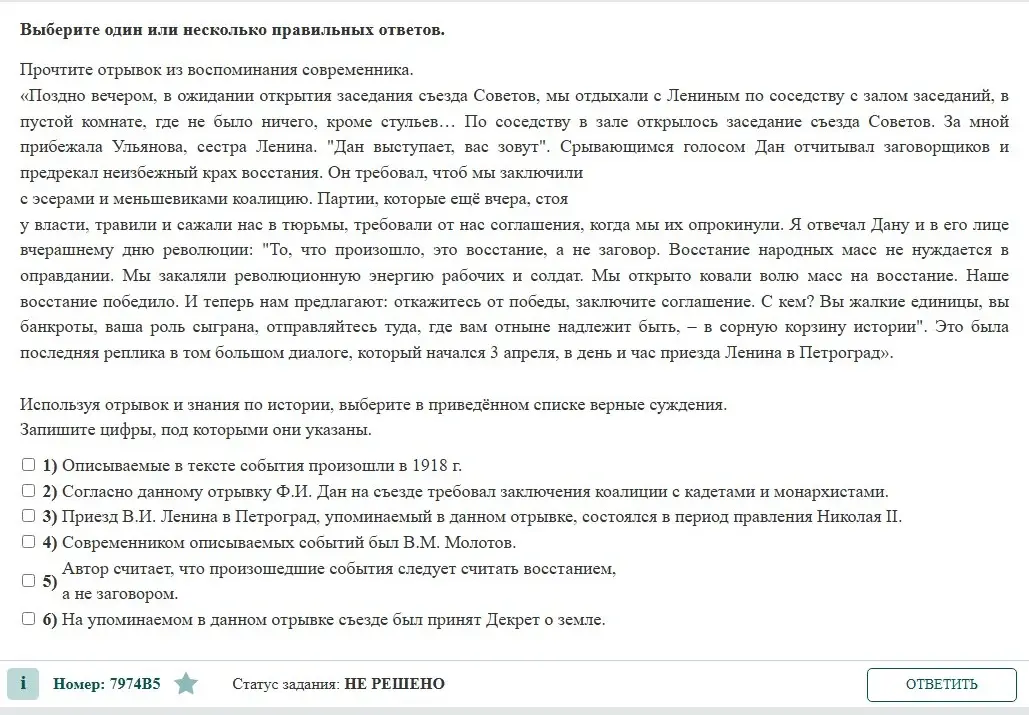 Выберите один или несколько правильных ответов.
Прочтите отрывок из воспоминания современника.
«Поздно вечером, в ожидании открытия заседания съезда Советов, мы отдыхали с Лениным по соседству с залом заседаний, в
пустой комнате, где не было ничего, кроме стульев… По соседству в зале открылось заседание съезда Советов. За мной
прибежала Ульянова, сестра Ленина. "Дан выступает, вас зовут". Срывающимся голосом Дан отчитывал заговорщиков и
предрекал неизбежный крах восстания. Он требовал, чтоб мы заключили
с эсерами и меньшевиками коалицию. Партии, которые ещё вчера, стоя
у власти, травили и сажали нас в тюрьмы, требовали от нас соглашения, когда мы их опрокинули. Я отвечал Дану и в его лице
вчерашнему дню революции: "То, что произошло, это восстание, а не заговор. Восстание народных масс не нуждается в
оправдании. Мы закаляли революционную энергию рабочих и солдат. Мы открыто ковали волю масс на восстание. Наше
восстание победило. И теперь нам предлагают: откажитесь от победы, заключите соглашение. С кем? Вы жалкие единицы, вы
банкроты, ваша роль сыграна, отправляйтесь туда, где вам отныне надлежит быть, – в сорную корзину истории". Это была
последняя реплика в том большом диалоге, который начался 3 апреля, в день и час приезда Ленина в Петроград».
Используя отрывок и знания по истории, выберите в приведённом списке верные суждения.
Запишите цифры, под которыми они указаны.
1) Описываемые в тексте события произошли в 1918 г.
2) Согласно данному отрывку Ф.И. Дан на съезде требовал заключения коалиции с кадетами и монархистами.
3) Приезд В.И. Ленина в Петроград, упоминаемый в данном отрывке, состоялся в период правления Николая II.
4) Современником описываемых событий был В.М. Молотов.
5) Автор считает, что произошедшие события следует считать восстанием,
а не заговором.
6) На упоминаемом в данном отрывке съезде был принят Декрет о земле.
i Номер: 7974B5 Статус задания: НЕ РЕШЕНО ОТВЕТИТЬ